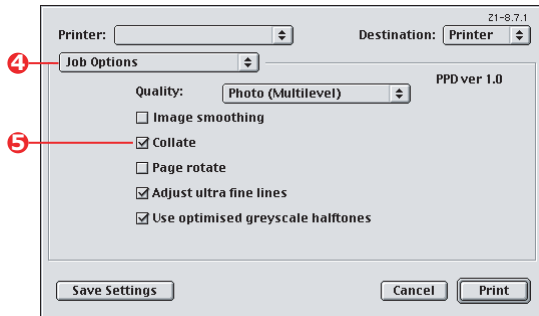 Z1-8.7.1
Printer: Destination: Printer
4 Job Options
PPD ver 1.0
Quality: Photo (Multilevel)
Image smoothing
5 Collate
Page rotate
Adjust ultra fine lines
Use optimised greyscale halftones
Save Settings Cancel Print